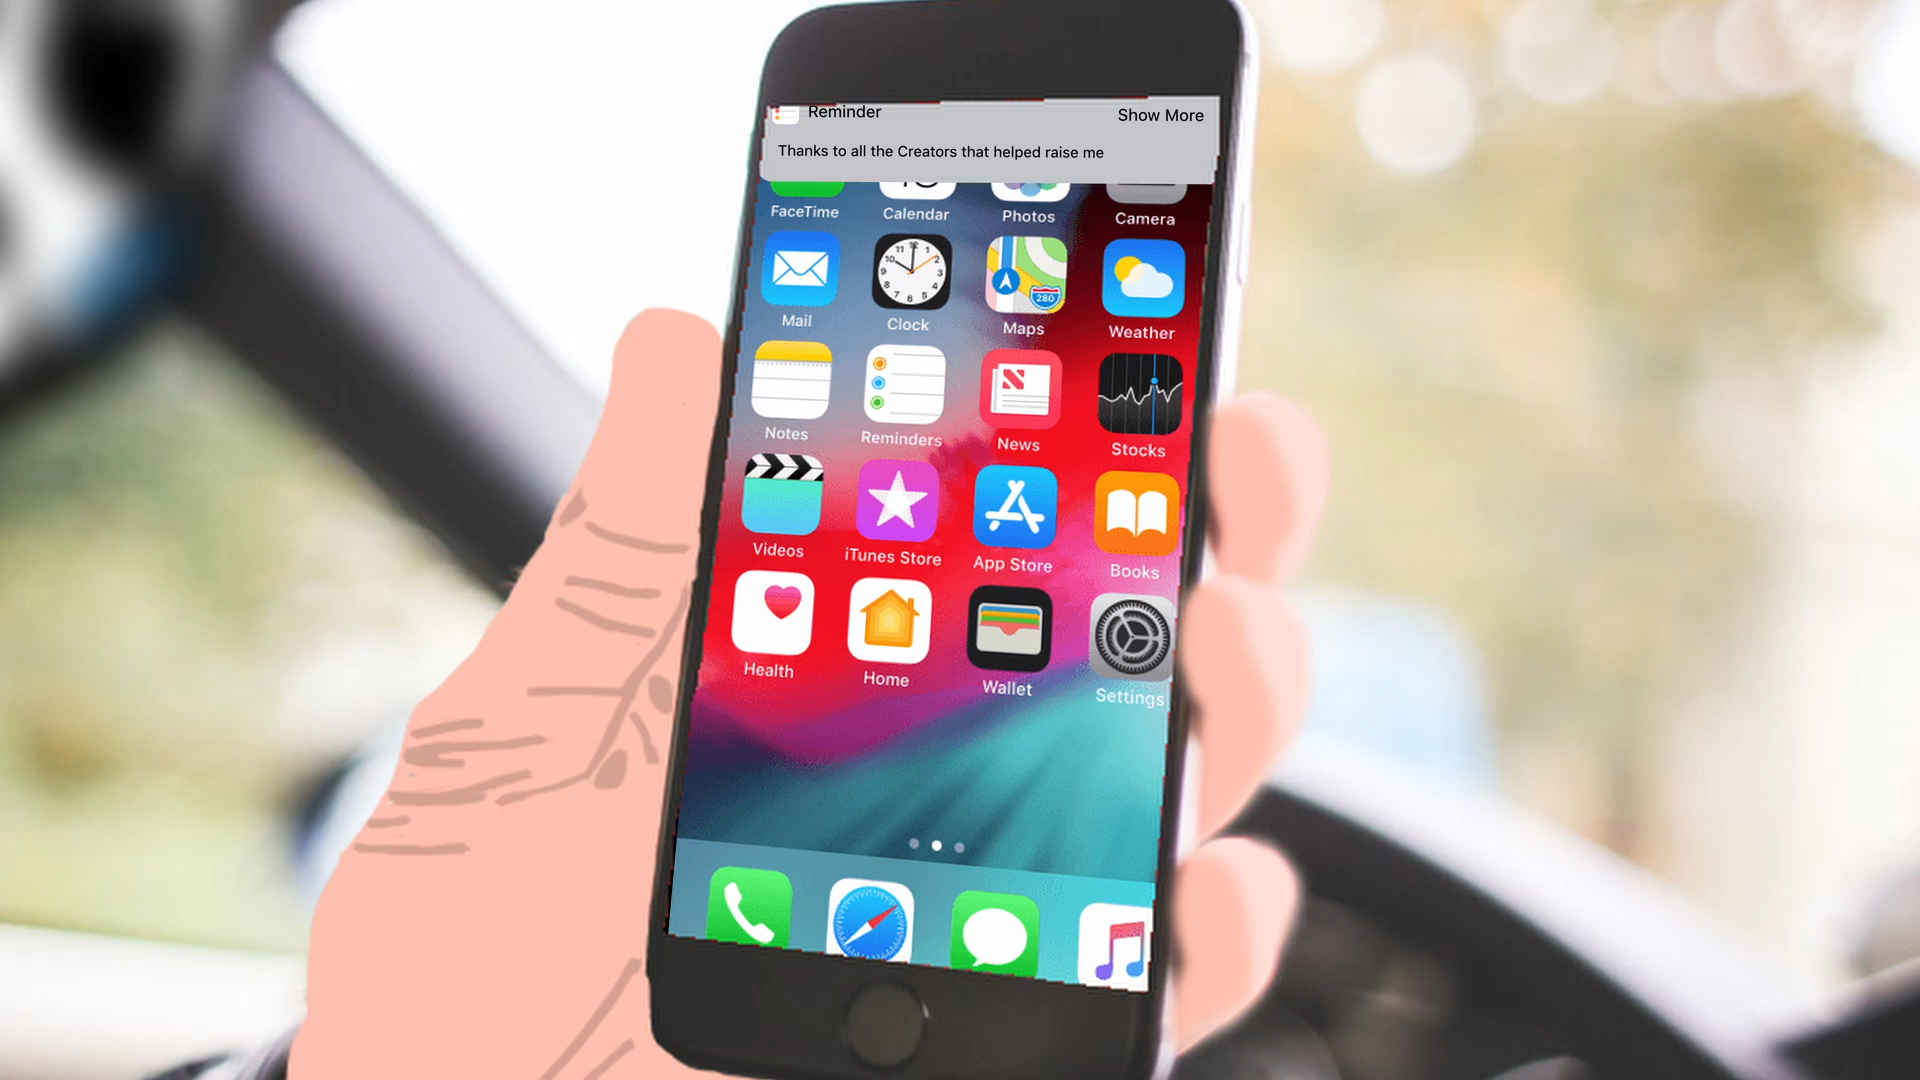 Reminder Show More
Thanks to all the Creators that helped raise me
FaceTime Calendar Photos Camera
280
Mail Clock Maps Weather
Notes Reminders News Stocks
Videos iTunes Store App Store Books
Health Home Wallet Settings